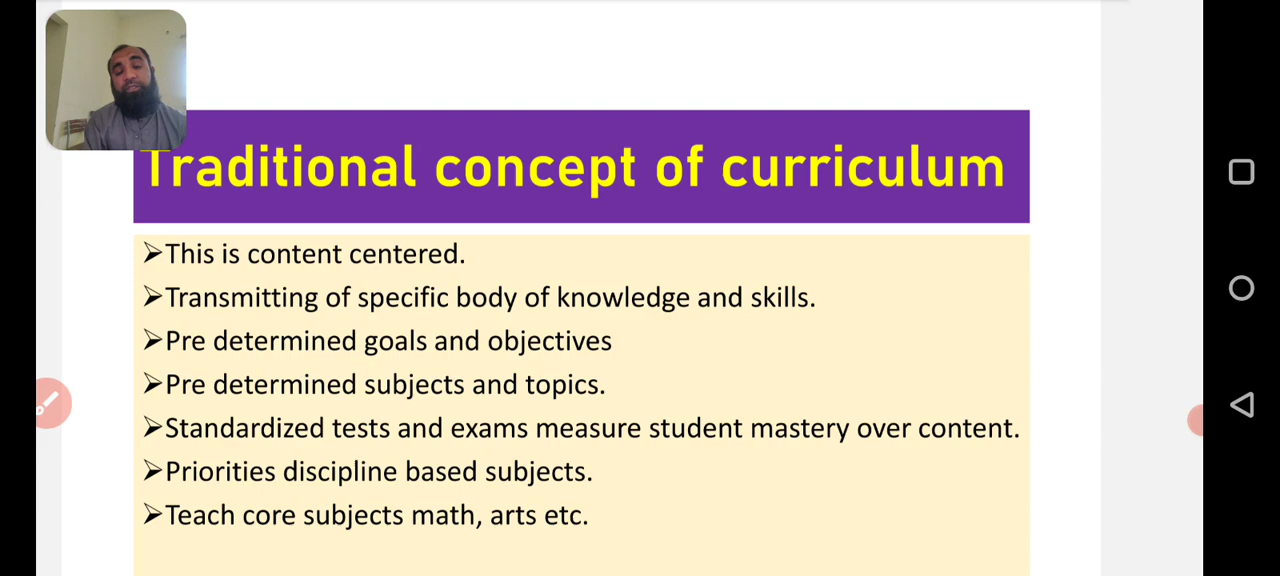 Traditional concept of curriculum
➢This is content centered.
➢Transmitting of specific body of knowledge and skills.
➢Pre determined goals and objectives
➢Pre determined subjects and topics.
➢Standardized tests and exams measure student mastery over content.
➢Priorities discipline based subjects.
➢Teach core subjects math, arts etc.